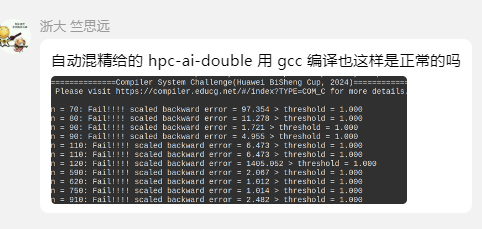 浙大 竺思远
自动混精给的 hpc-ai-double 用 gcc 编译也这样是正常的吗
==============Compiler System Challenge(Huawei BiSheng Cup, 2024)=============
Please visit https://compiler.educg.net/#/index?TYPE=COM_C for more details.
n = 70: Fail!!!! scaled backward error = 97.354 > threshold = 1.000
n = 80: Fail!!!! scaled backward error = 11.278 > threshold = 1.000
n = 90: Fail!!!! scaled backward error = 1.721 > threshold = 1.000
n = 90: Fail!!!! scaled backward error = 4.955 > threshold = 1.000
n = 110: Fail!!!! scaled backward error = 6.473 > threshold = 1.000
n = 110: Fail!!!! scaled backward error = 6.473 > threshold = 1.000
n = 120: Fail!!!! scaled backward error = 1405.052 > threshold = 1.000
n = 590: Fail!!!! scaled backward error = 2.067 > threshold = 1.000
n = 620: Fail!!!! scaled backward error = 1.012 > threshold = 1.000
n = 750: Fail!!!! scaled backward error = 1.014 > threshold = 1.000
n = 910: Fail!!!! scaled backward error = 2.482 > threshold = 1.000